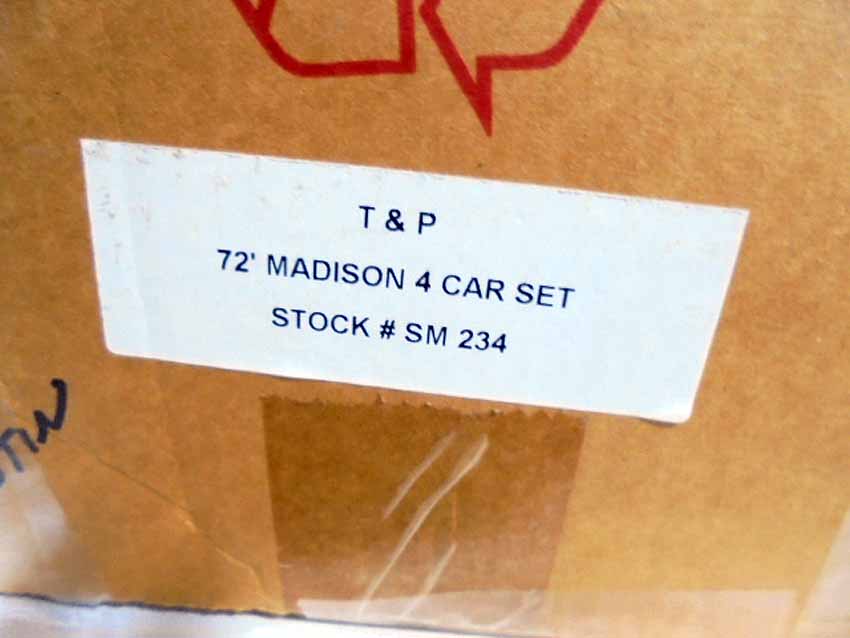 T & P
72' MADISON 4 CAR SET
STOCK # SM 234